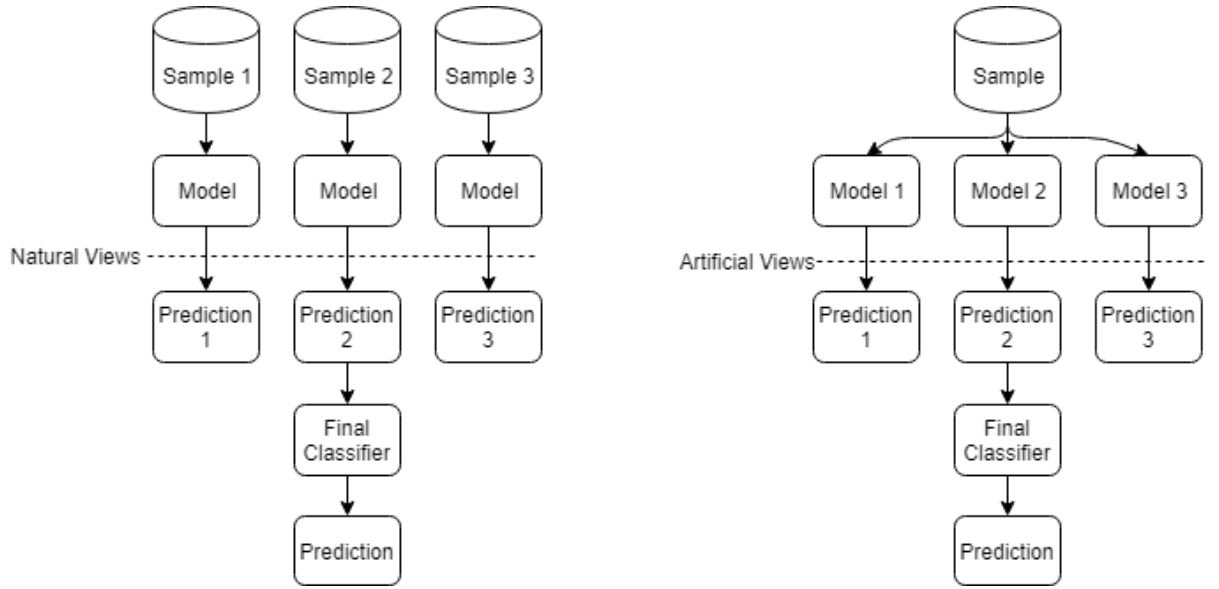 Sample 1
Sample 2
Sample 3
Model
Model
Model
Natural Views
Prediction
1
Prediction
2
Prediction
3
Final
Classifier
Prediction
Sample
Model 1
Model 2
Model 3
Artificial Views
Prediction
1
Prediction
2
Prediction
3
Final
Classifier
Prediction